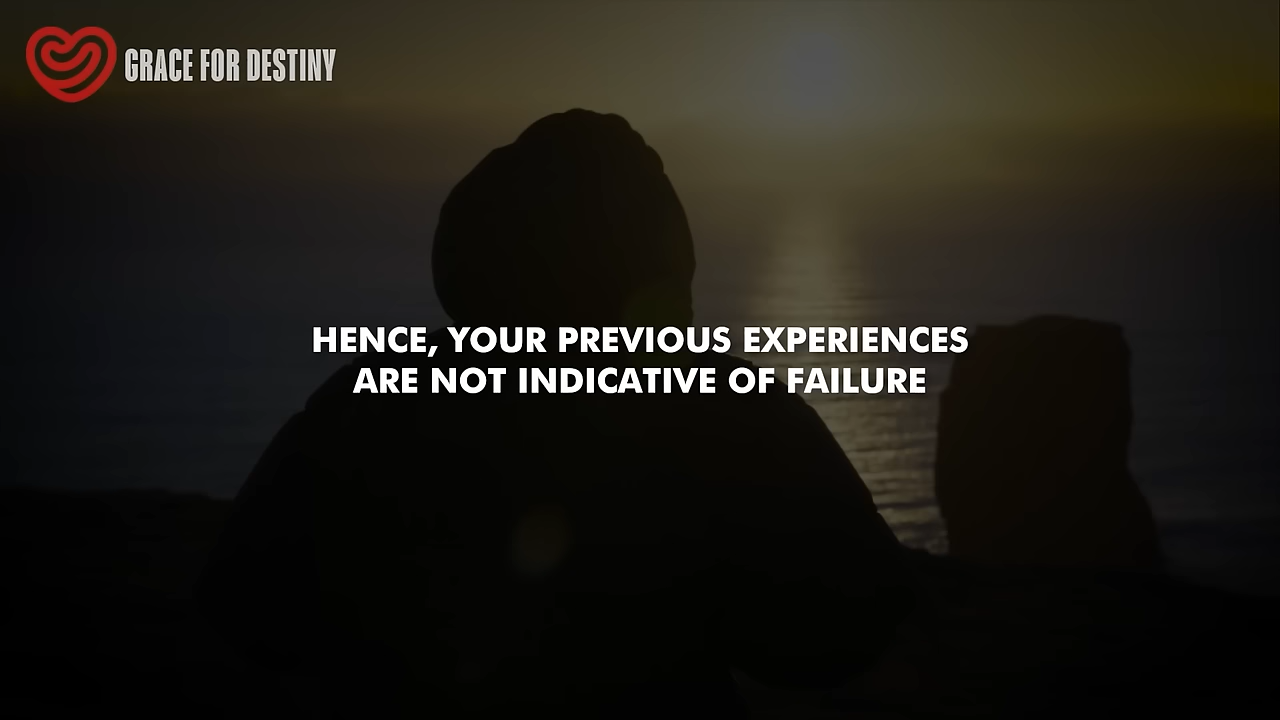 GRACE FOR DESTINY
HENCE, YOUR PREVIOUS EXPERIENCES
ARE NOT INDICATIVE OF FAILURE